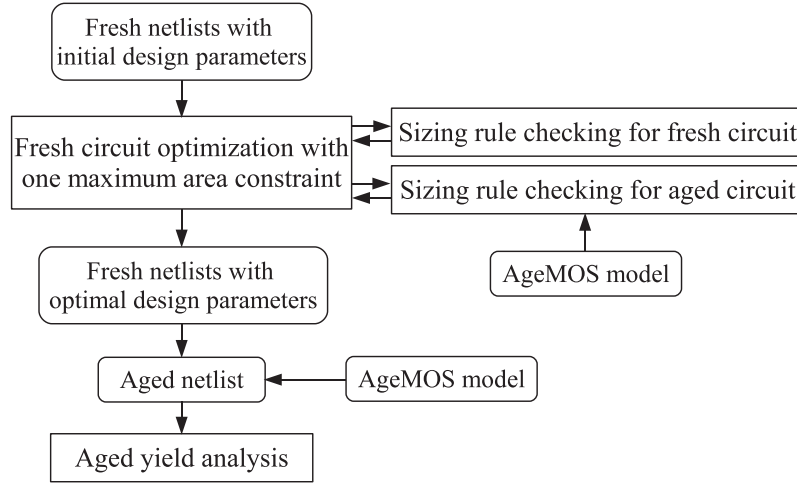 Fresh netlists with
initial design parameters
Fresh circuit optimization with
one maximum area constraint
Sizing rule checking for fresh circuit
Sizing rule checking for aged circuit
AgeMOS model
Fresh netlists with
optimal design parameters
Aged netlist
AgeMOS model
Aged yield analysis